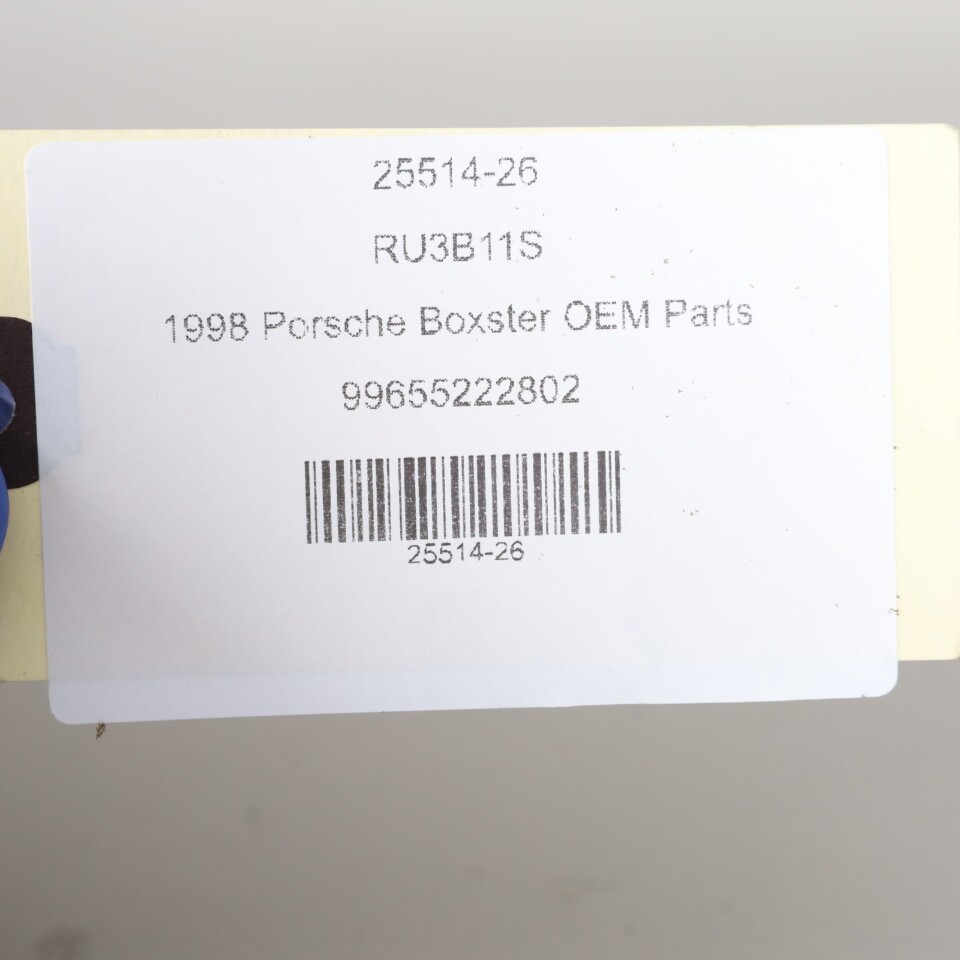 25514-26
RU3B11S
1998 Porsche Boxster OEM Parts
99655222802
25514-26